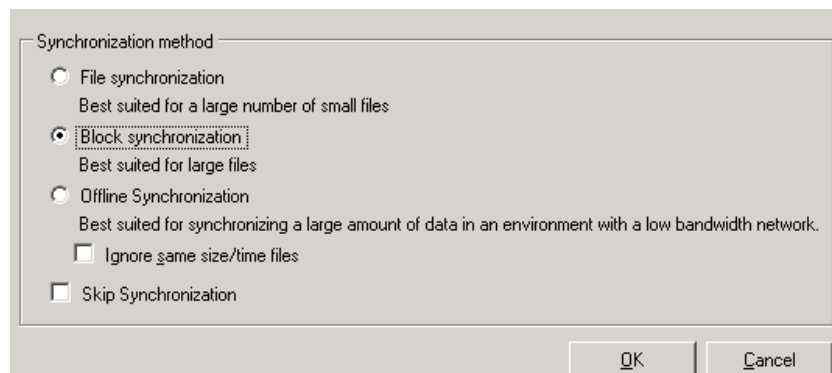 Synchronization method
File synchronization
Best suited for a large number of small files
Block synchronization
Best suited for large files
Offline Synchronization
Best suited for synchronizing a large amount of data in an environment with a low bandwidth network.
Ignore same size/time files
Skip Synchronization
OK Cancel